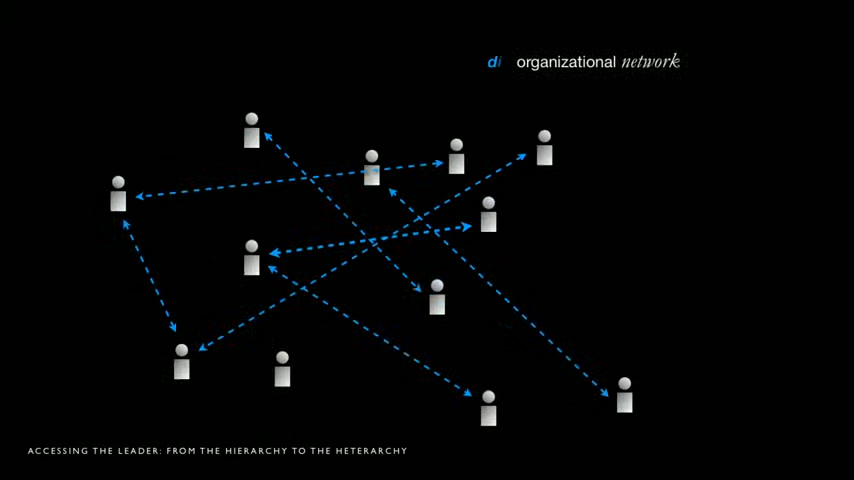 di organizational network
ACCESSING THE LEADER: FROM THE HIERARCHY TO THE HETERARCHY